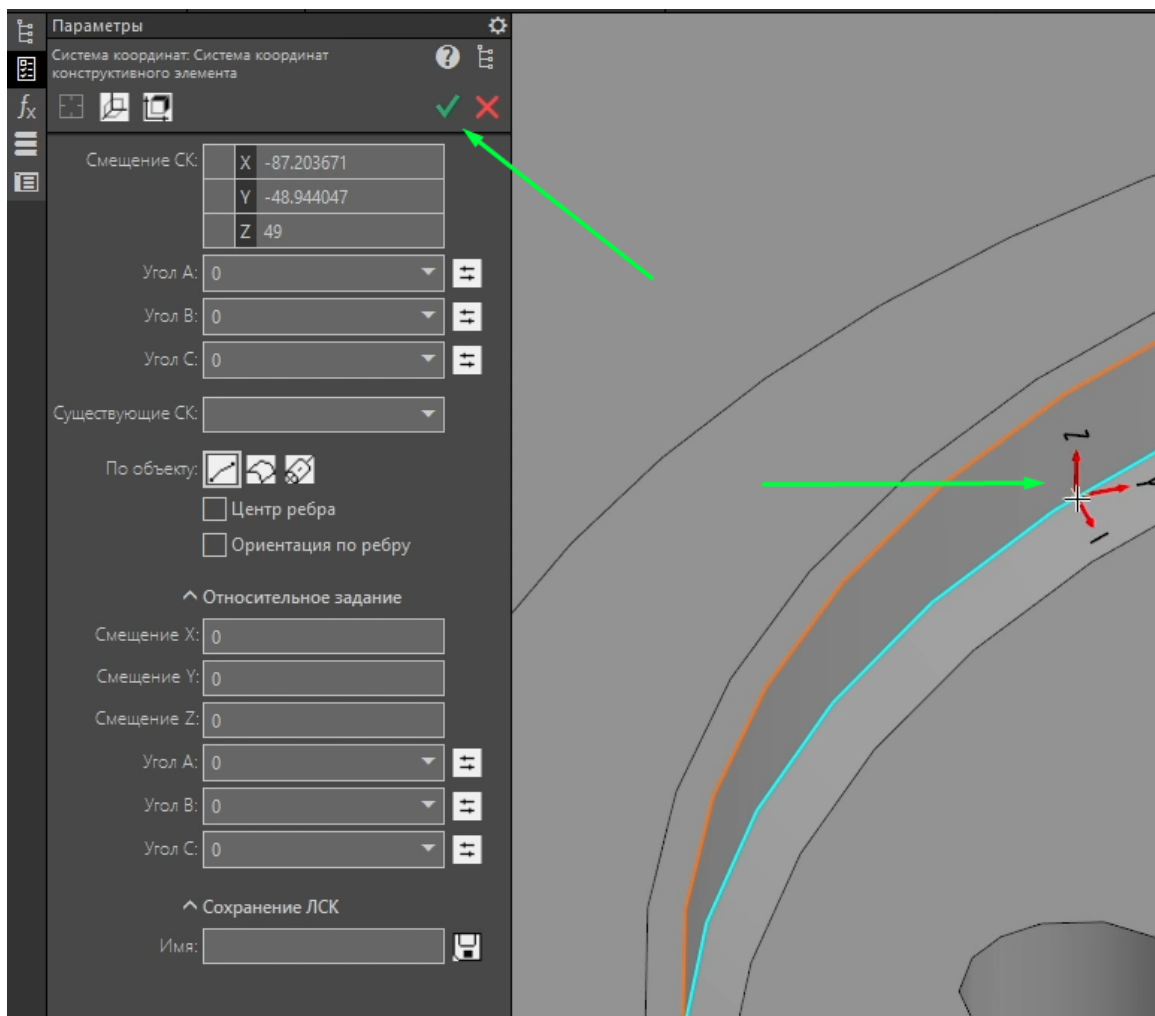 Параметры
Система координат: Система координат
конструктивного элемента
?
fx
Смещение СК:
X -87.203671
Y -48.944047
Z 49
Угол A: 0
Угол B: 0
Угол C: 0
Существующие СК:
По объекту:
Центр ребра
Ориентация по ребру
Относительное задание
Смещение X: 0
Смещение Y: 0
Смещение Z: 0
Угол A: 0
Угол B: 0
Угол C: 0
Сохранение ЛСК
Имя:
Z
Y